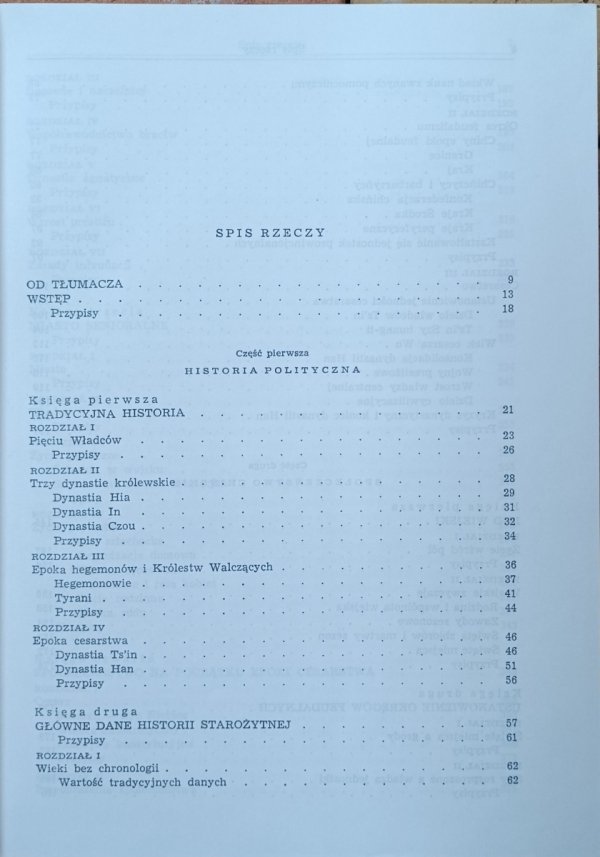 SPIS RZECZY
OD TŁUMACZA . . . . . . . . . . . . . . . . . 9
WSTĘP . . . . . . . . . . . . . . . . . 13
Przypisy . . . . . . . . . . . . . . . . . 18
Część pierwsza
HISTORIA POLITYCZNA
Księga pierwsza
TRADYCYJNA HISTORIA . . . . . . . . . . . . . . 21
ROZDZIAŁ I
Pięciu Władców . . . . . . . . . . . . . . . . . 23
Przypisy . . . . . . . . . . . . . . . . . 26
ROZDZIAŁ II
Trzy dynastie królewskie . . . . . . . . . . . . . . 28
Dynastia Hia . . . . . . . . . . . . . . . . . 29
Dynastia In . . . . . . . . . . . . . . . . . 31
Dynastia Czou . . . . . . . . . . . . . . . . . 32
Przypisy . . . . . . . . . . . . . . . . . 34
ROZDZIAŁ III
Epoka hegemonów i Królestw Walczących . . . . . . . . . . 36
Hegemonowie . . . . . . . . . . . . . . . . . 37
Tyrani . . . . . . . . . . . . . . . . . 41
Przypisy . . . . . . . . . . . . . . . . . 44
ROZDZIAŁ IV
Epoka cesarstwa . . . . . . . . . . . . . . . . . 46
Dynastia Ts'in . . . . . . . . . . . . . . . . . 46
Dynastia Han . . . . . . . . . . . . . . . . . 51
Przypisy . . . . . . . . . . . . . . . . . 56
Księga druga
GŁÓWNE DANE HISTORII STAROŻYTNEJ . . . . . . . . . 57
Przypisy . . . . . . . . . . . . . . . . . 61
ROZDZIAŁ I
Wieki bez chronologii . . . . . . . . . . . . . . . 62
Wartość tradycyjnych danych . . . . . . . . . . . 62